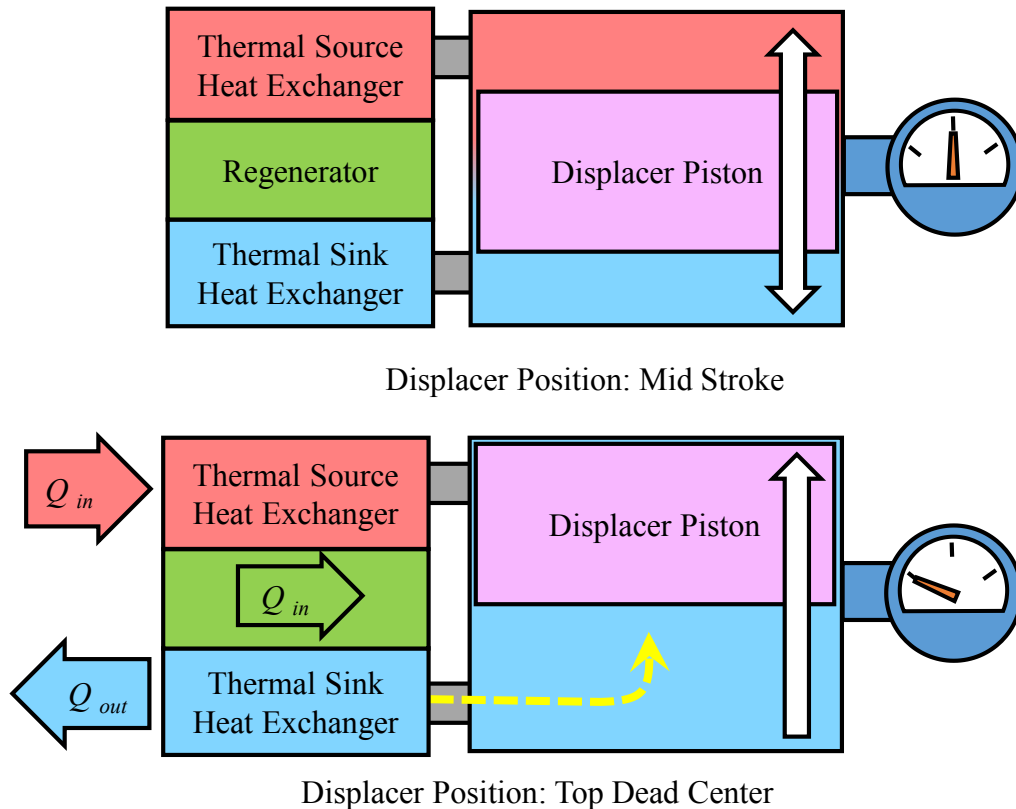 Thermal Source
Heat Exchanger
Regenerator
Thermal Sink
Heat Exchanger
Displacer Piston
Displacer Position: Mid Stroke
Q in
Thermal Source
Heat Exchanger
Q in
Q out
Thermal Sink
Heat Exchanger
Displacer Piston
Displacer Position: Top Dead Center